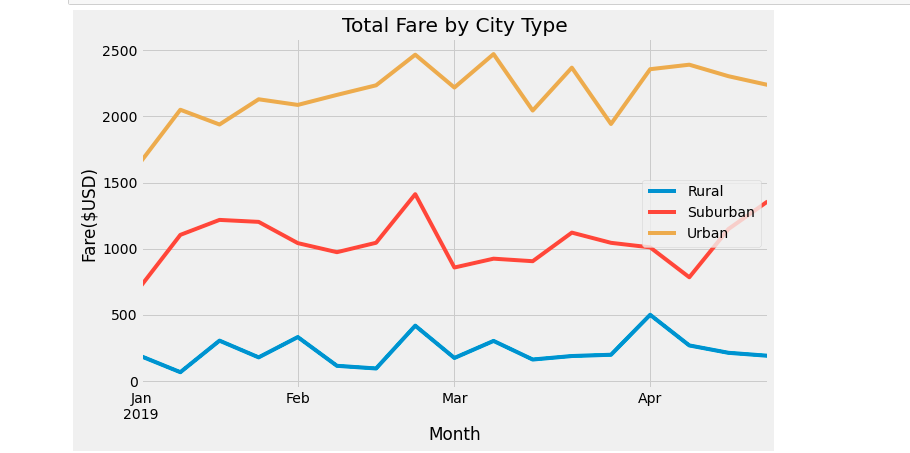 Total Fare by City Type
Fare($USD)
2500
2000
1500
1000
500
0
Rural
Suburban
Urban
Jan
2019
Feb
Mar
Apr
Month